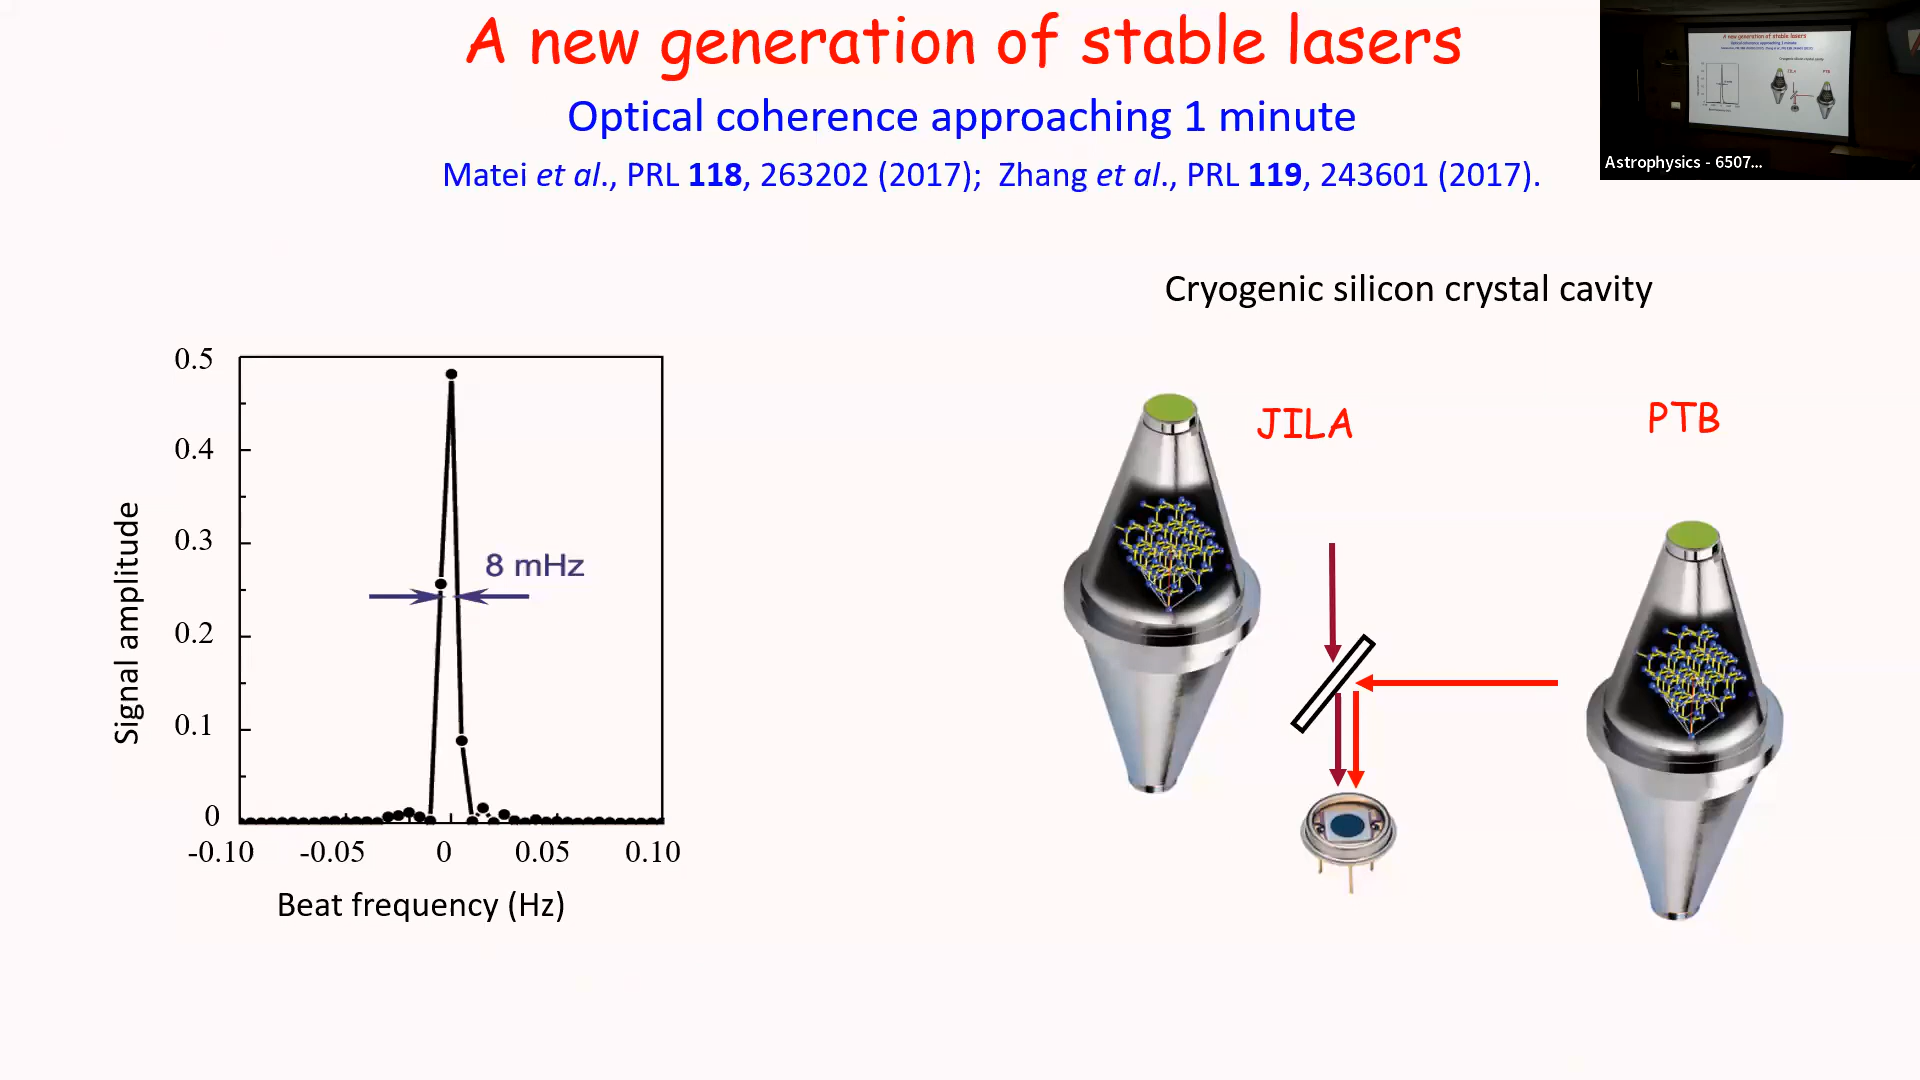 A new generation of stable lasers
Optical coherence approaching 1 minute
Matei et al., PRL 118, 263202 (2017);  Zhang et al., PRL 119, 243601 (2017).
Astrophysics - 6507...
Cryogenic silicon crystal cavity
JILA
PTB
Signal amplitude
0.5
0.4
0.3
0.2
0.1
0
8 mHz
-0.10 -0.05 0 0.05 0.10
Beat frequency (Hz)